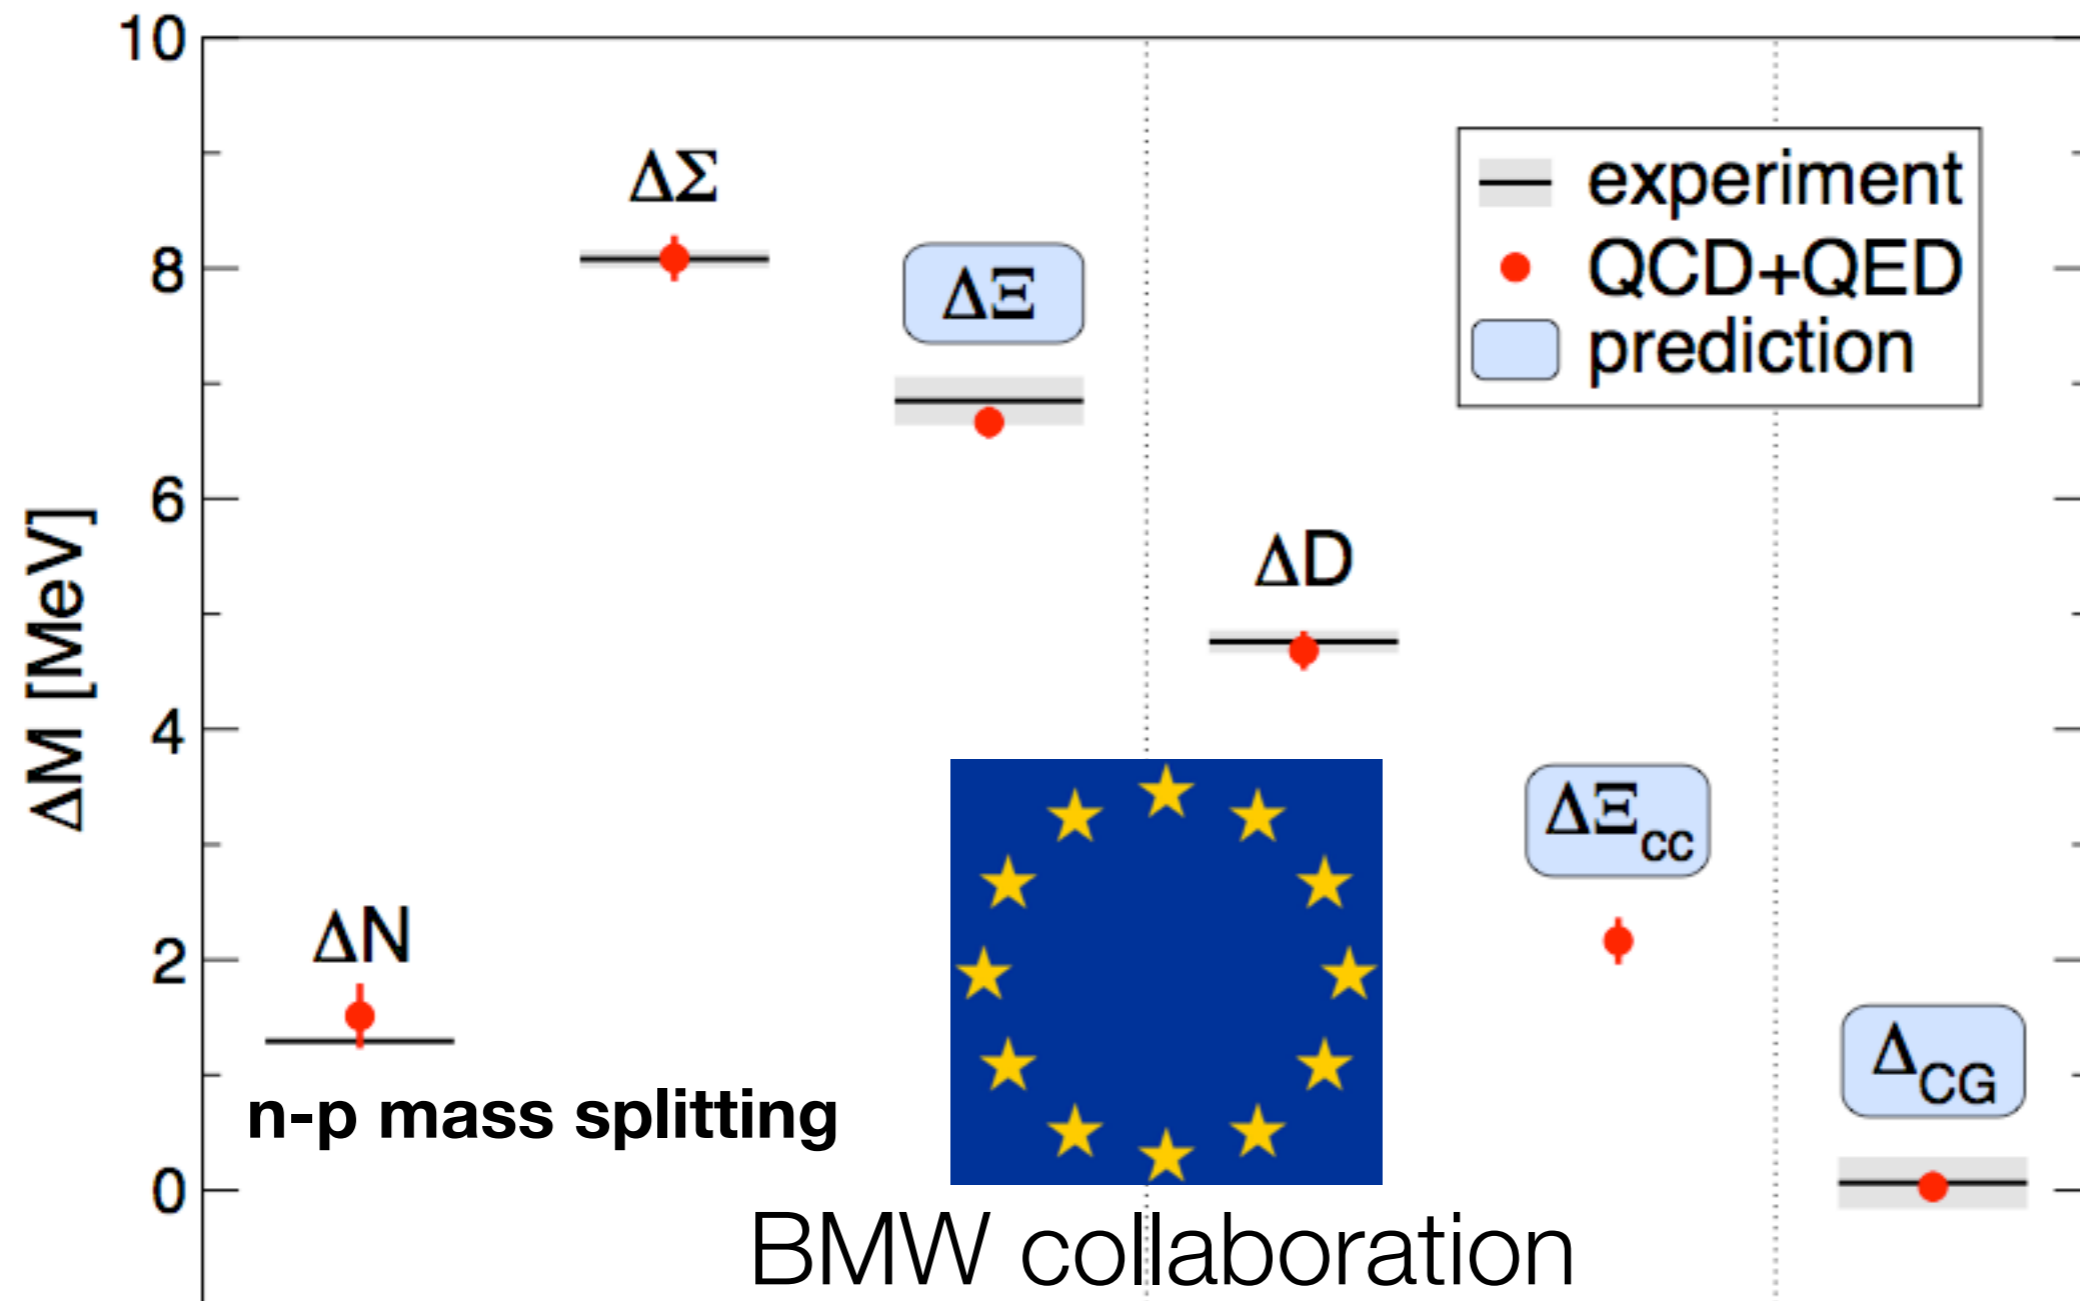 10
ΔΣ
experiment
8
QCD+QED
ΔΞ
prediction
6
ΔM [MeV]
ΔD
4
ΔΞcc
ΔN
2
ΔCG
n-p mass splitting
0
BMW collaboration